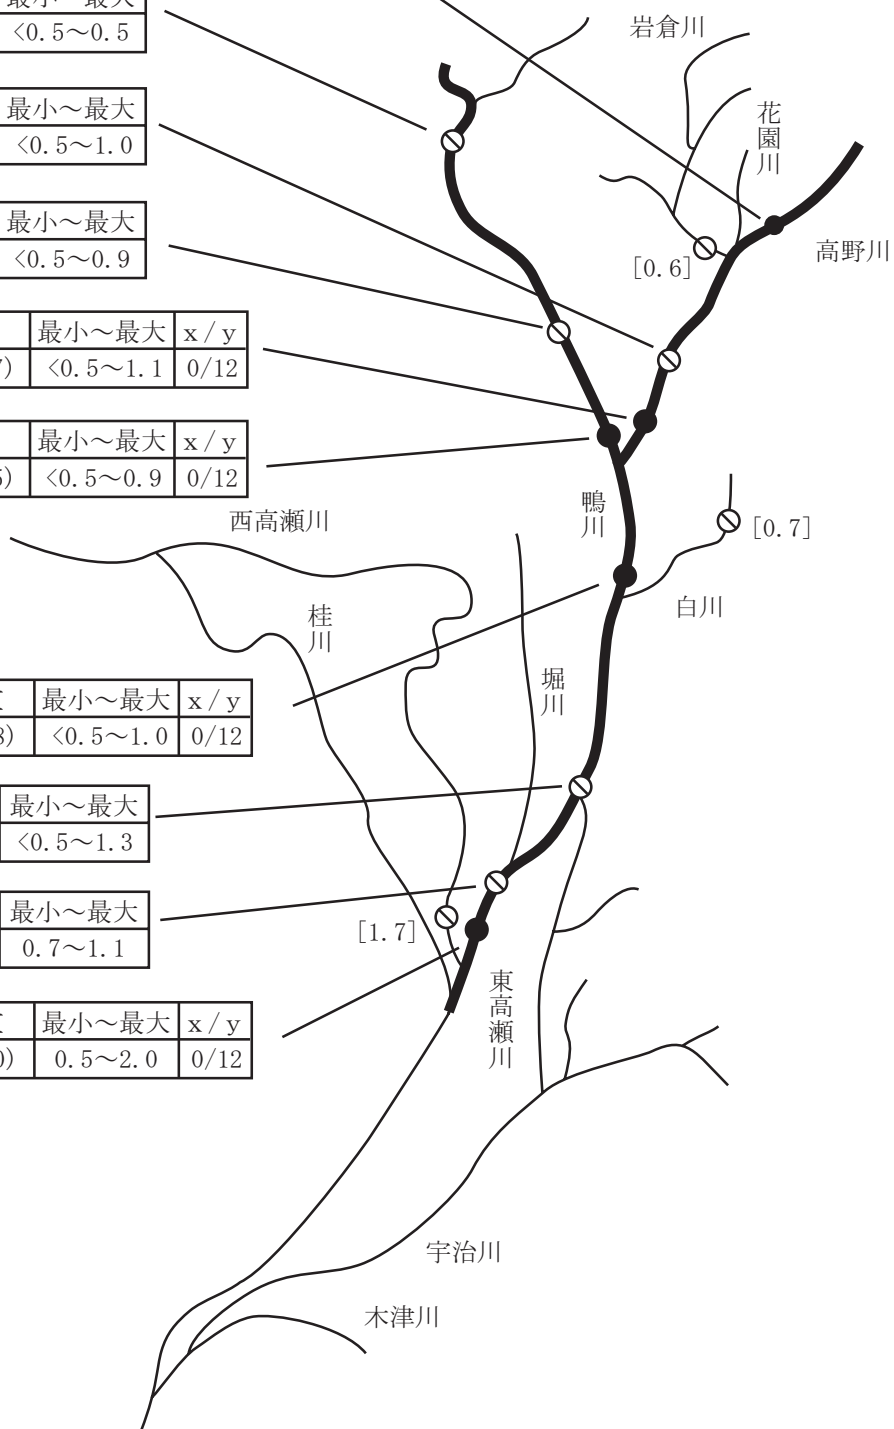 最小～最大
<0.5～0.5
最小～最大
<0.5～1.0
最小～最大
<0.5～0.9
最小～最大 x/y
7) <0.5～1.1 0/12
最小～最大 x/y
<0.5～0.9 0/12
最小～最大 x/y
<0.5～1.0 0/12
最小～最大
<0.5～1.3
最小～最大
0.7～1.1
最小～最大 x/y
0) 0.5～2.0 0/12
岩倉川
花園川
高野川
[0.6]
鴨川
[0.7]
白川
西高瀬川
桂川
堀川
[1.7]
東高瀬川
宇治川
木津川